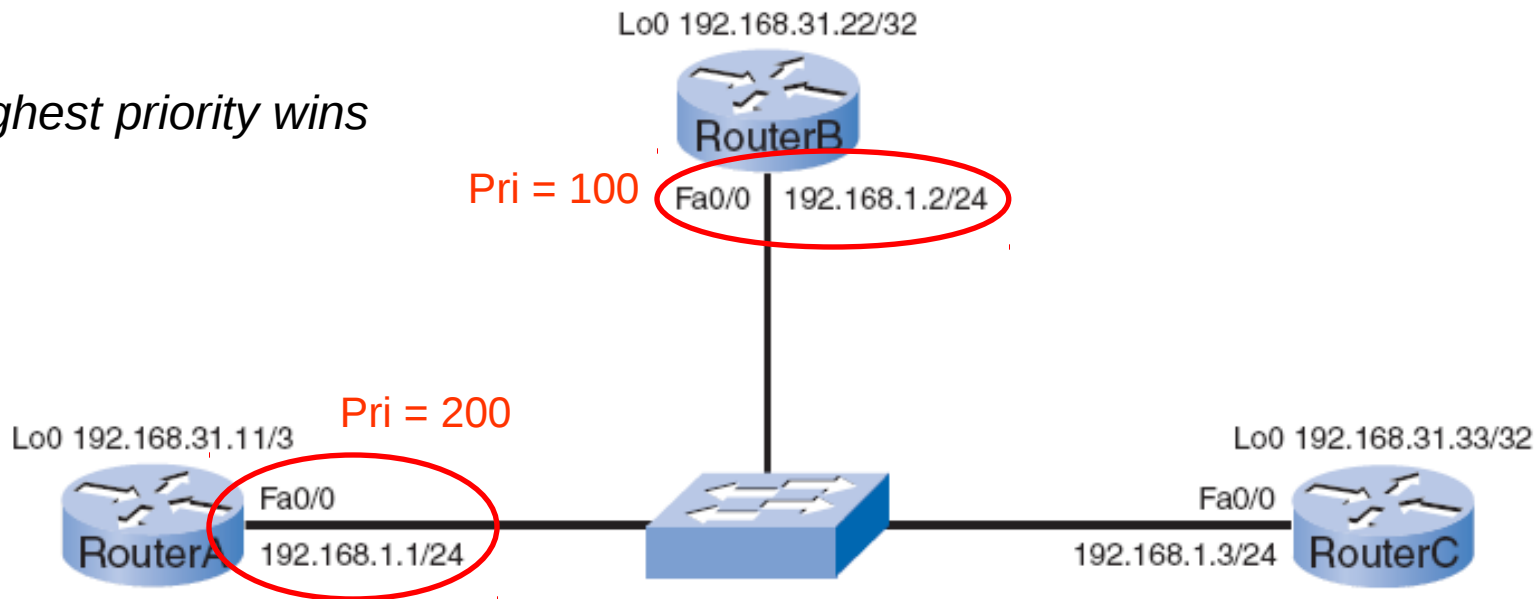 Lo0 192.168.31.22/32
ghest priority wins
RouterB
Pri = 100
Fa0/0 192.168.1.2/24
Pri = 200
Lo0 192.168.31.11/3
Lo0 192.168.31.33/32
Fa0/0
Fa0/0
RouterA
192.168.1.1/24
192.168.1.3/24
RouterC